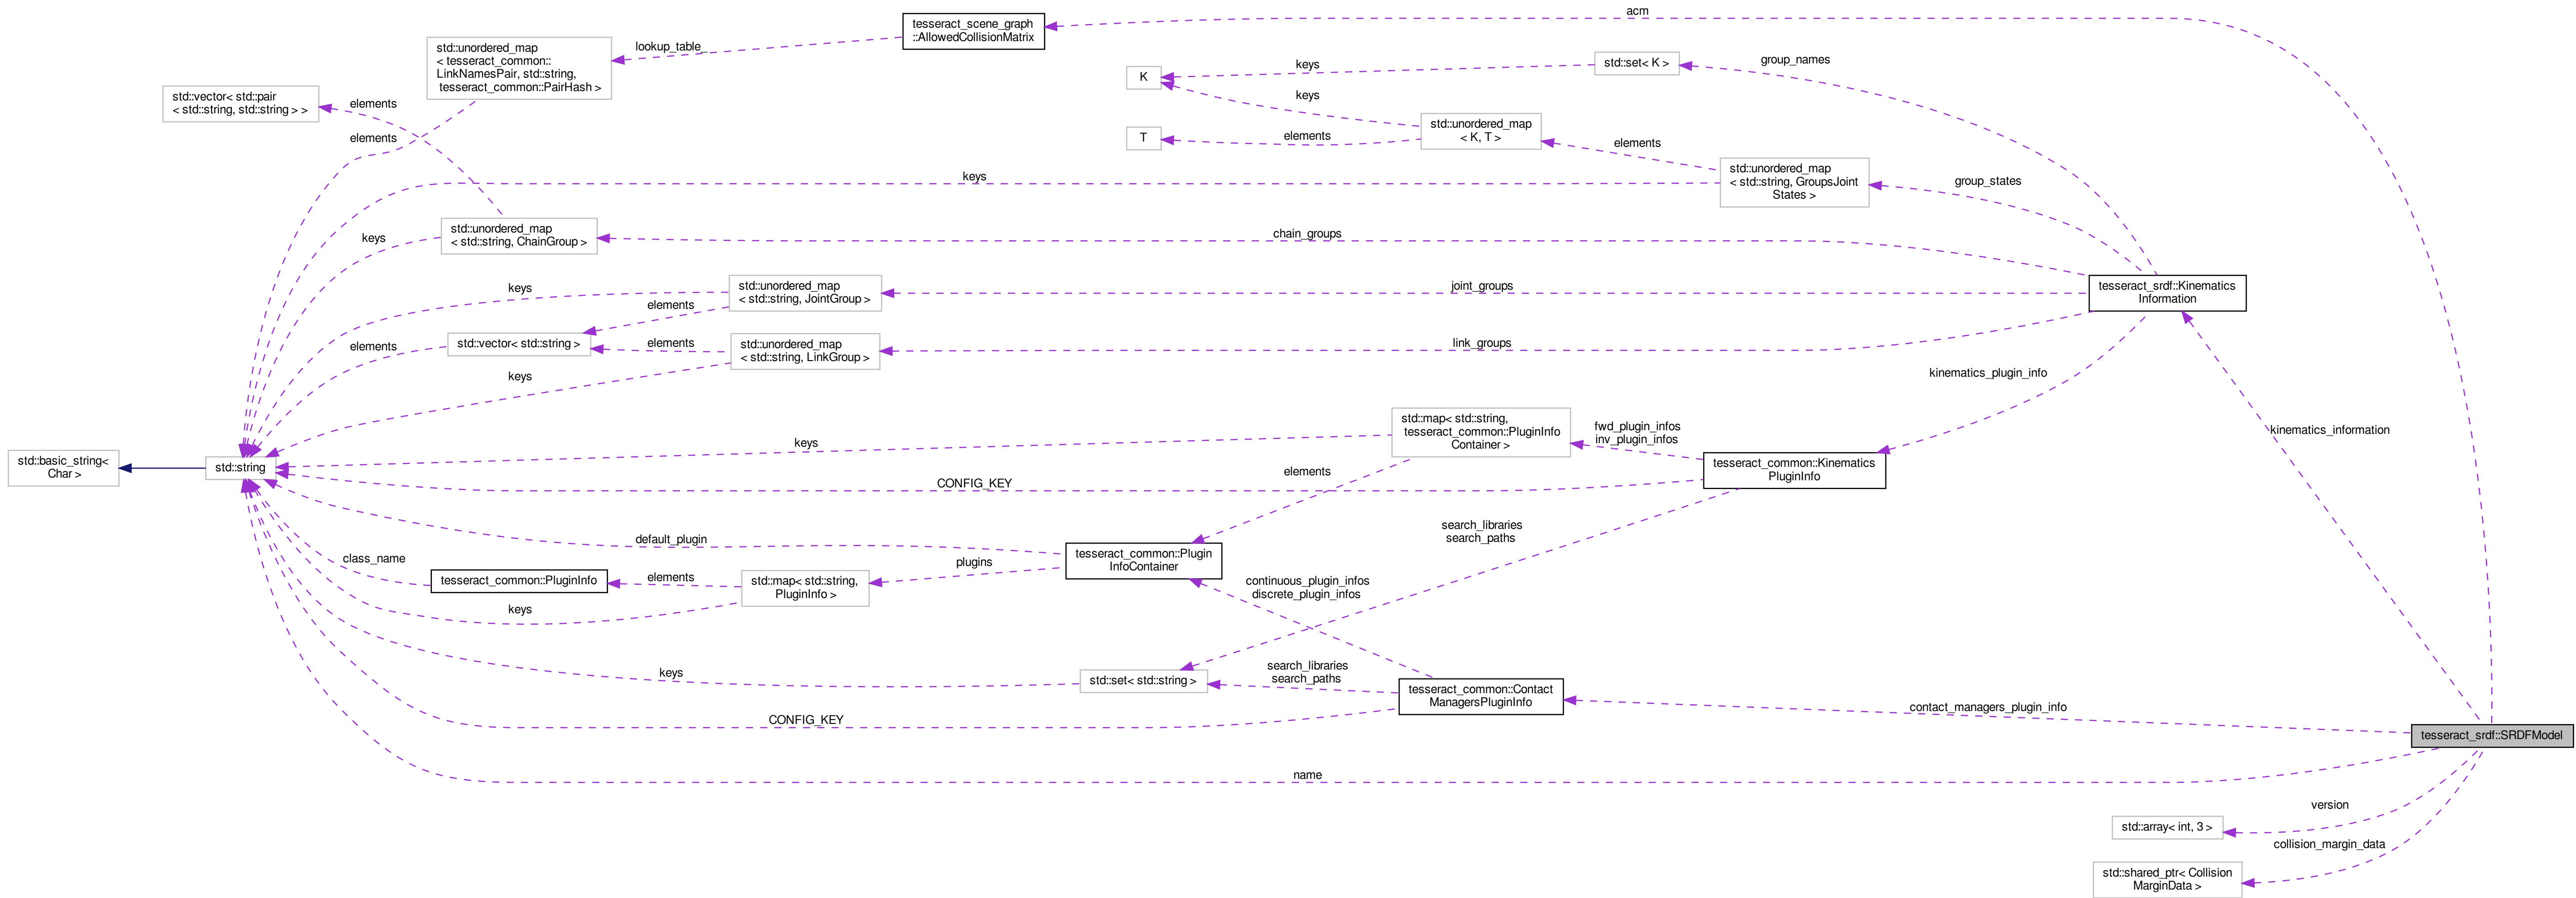 acm
tesseract_scene_graph
::AllowedCollisionMatrix
lookup_table
std::unordered_map
< tesseract_common::
LinkNamesPair, std::string,
tesseract_common::PairHash >
std::vector< std::pair
< std::string, std::string > >
elements
elements
K
keys
std::set< K >
group_names
keys
T
elements
std::unordered_map
< K, T >
elements
std::unordered_map
< std::string, GroupsJoint
States >
group_states
keys
std::unordered_map
< std::string, ChainGroup >
keys
chain_groups
tesseract_srdf::Kinematics
Information
std::unordered_map
< std::string, JointGroup >
keys
elements
joint_groups
std::vector< std::string >
elements
elements
std::unordered_map
< std::string, LinkGroup >
link_groups
keys
kinematics_plugin_info
std::map< std::string,
tesseract_common::PluginInfo
Container >
fwd_plugin_infos
inv_plugin_infos
keys
kinematics_information
std::basic_string<
Char >
std::string
elements
tesseract_common::Kinematics
PluginInfo
CONFIG_KEY
search_libraries
search_paths
default_plugin
tesseract_common::Plugin
InfoContainer
class_name
tesseract_common::PluginInfo
elements
std::map< std::string,
PluginInfo >
plugins
continuous_plugin_infos
discrete_plugin_infos
keys
keys
std::set< std::string >
search_libraries
search_paths
tesseract_common::Contact
ManagersPluginInfo
contact_managers_plugin_info
CONFIG_KEY
tesseract_srdf::SRDFModel
name
version
std::array< int, 3 >
collision_margin_data
std::shared_ptr< Collision
MarginData >